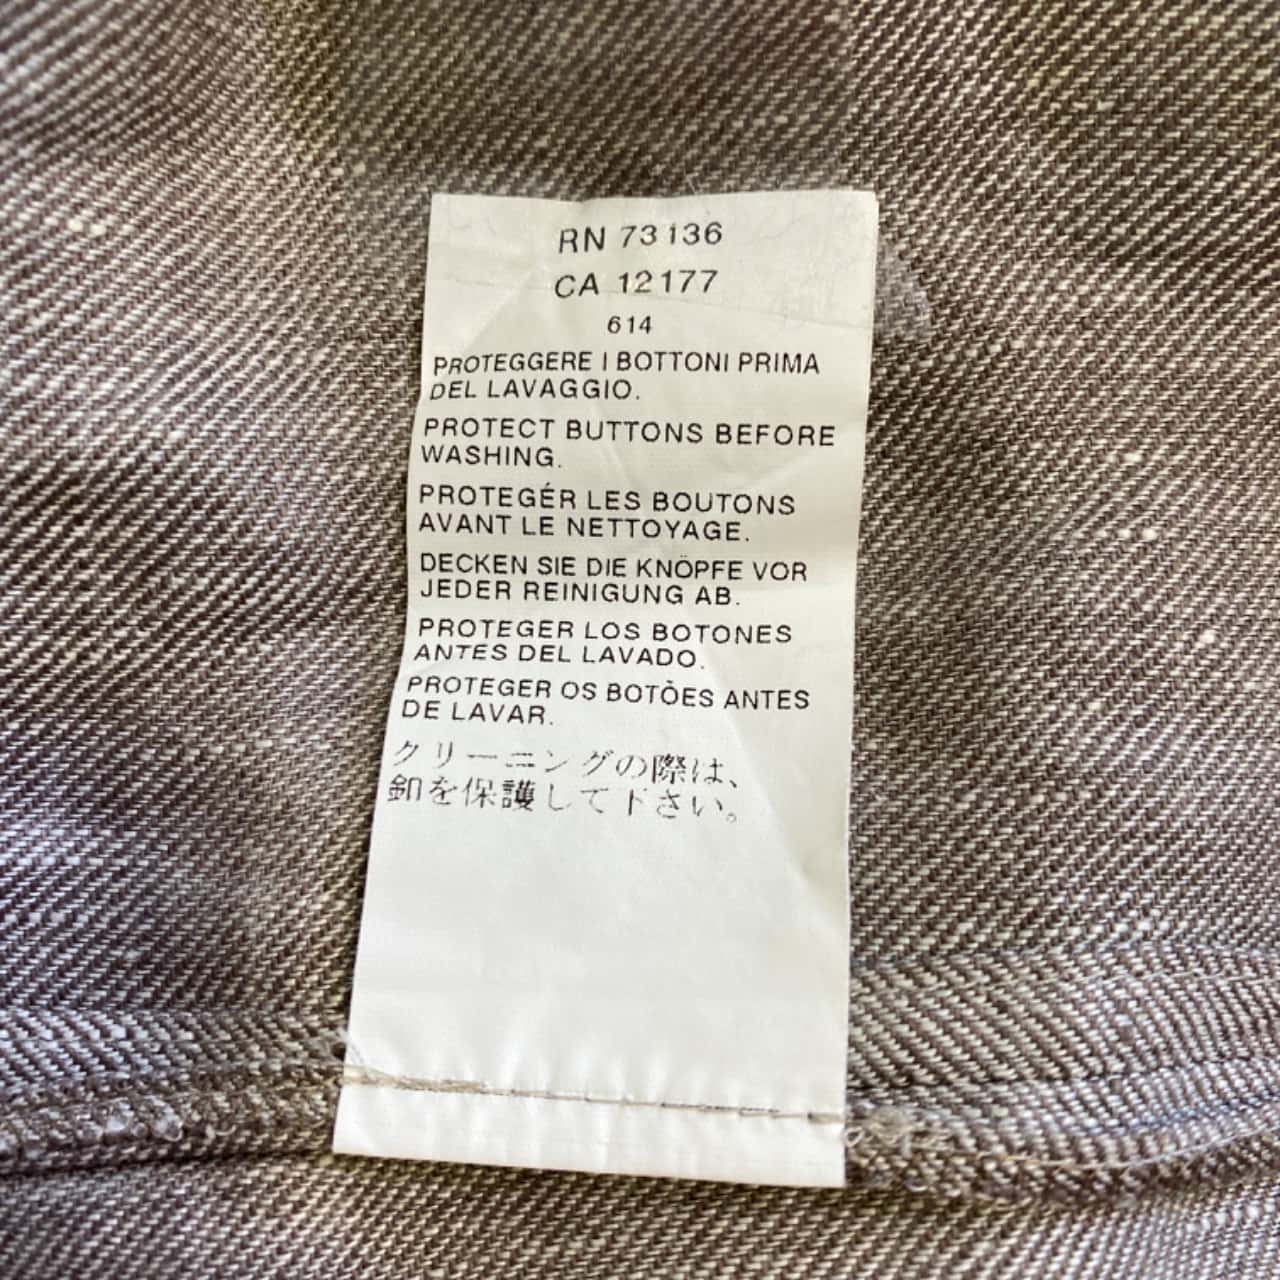 RN 73136
CA 12177
614
PROTEGGERE I BOTTONI PRIMA
DEL LAVAGGIO.
PROTECT BUTTONS BEFORE
WASHING.
PROTEGÉR LES BOUTONS
AVANT LE NETTOYAGE.
DECKEN SIE DIE KNÖPFE VOR
JEDER REINIGUNG AB.
PROTEGER LOS BOTONES
ANTES DEL LAVADO.
PROTEGER OS BOTÕES ANTES
DE LAVAR.
クリーニングの際は、
釦を保護して下さい。